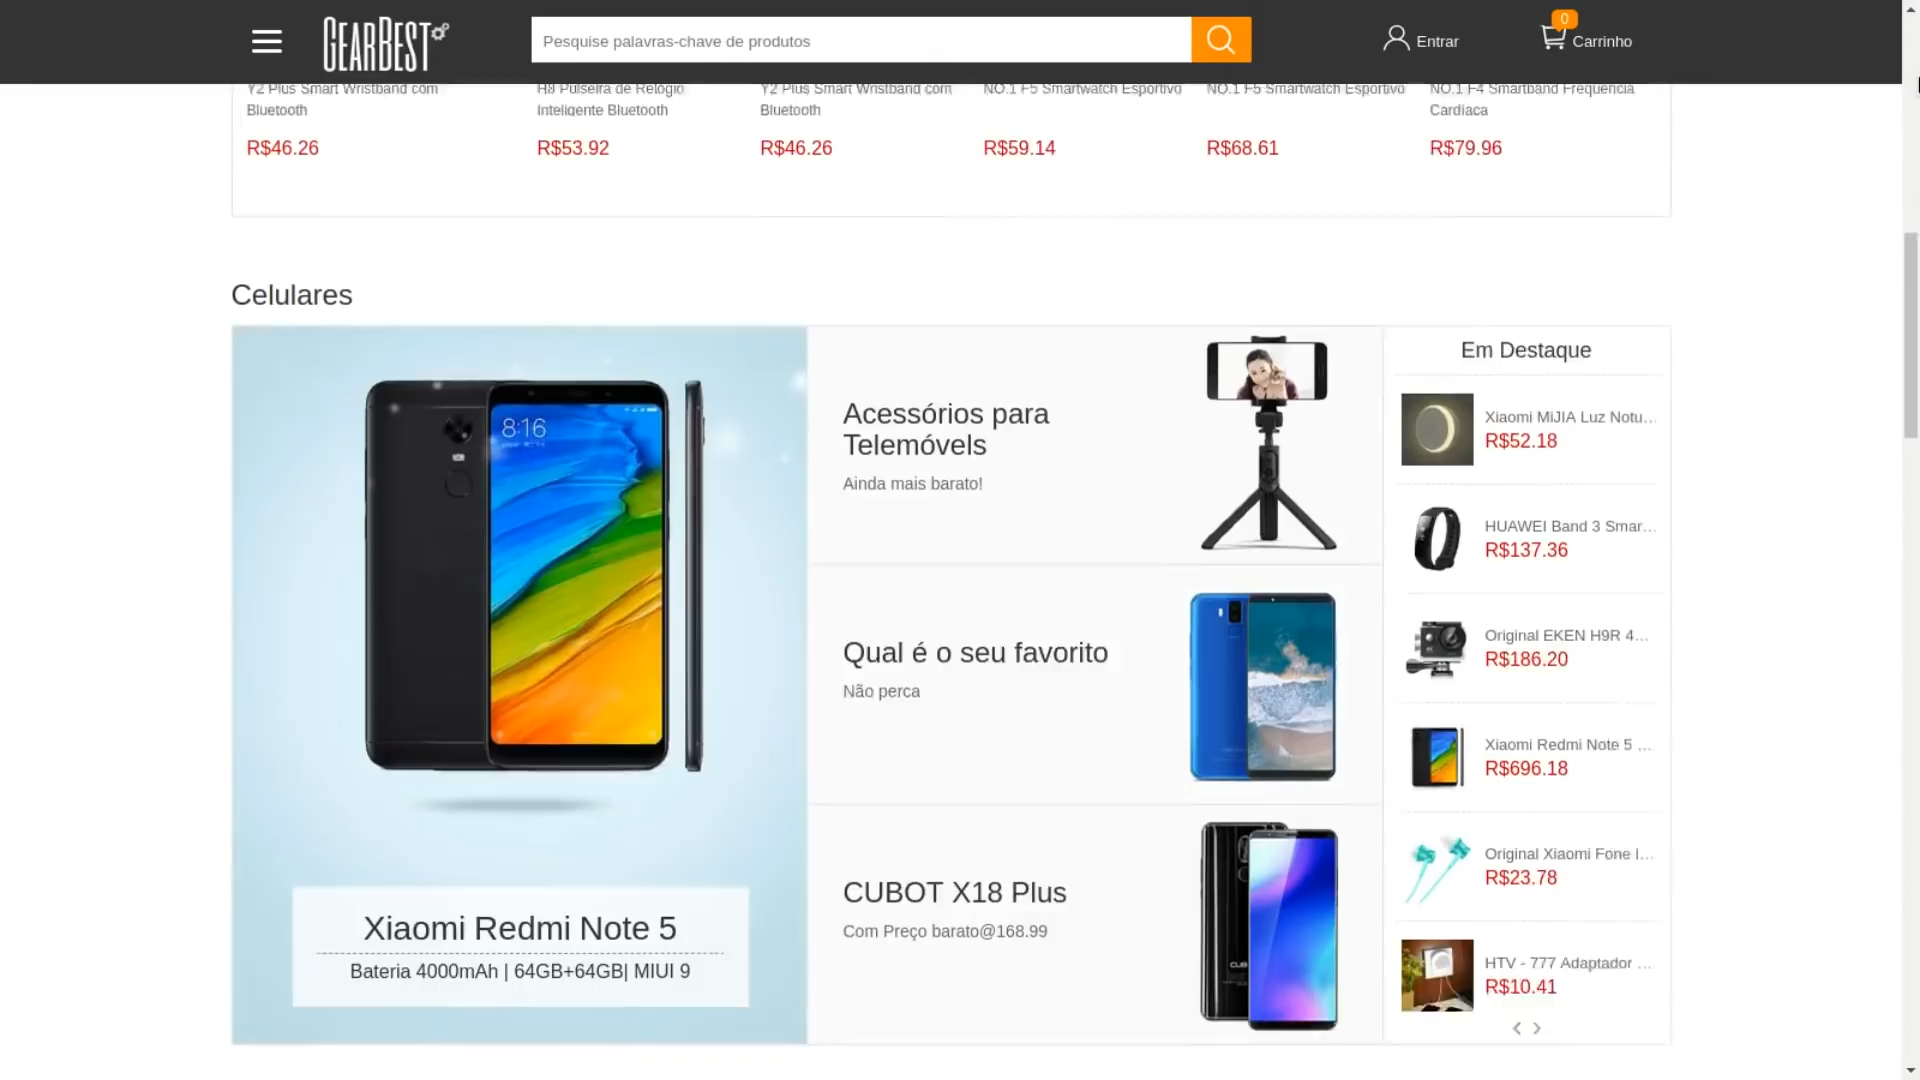 GEARBEST
Pesquise palavras-chave de produtos
Entrar
0
Carrinho
Y2 Plus Smart Wristband com
Bluetooth
R$46.26
H8 Pulseira de Relógio
Inteligente Bluetooth
R$53.92
Y2 Plus Smart Wristband com
Bluetooth
R$46.26
NO.1 F5 Smartwatch Esportivo
R$59.14
NO.1 F5 Smartwatch Esportivo
R$68.61
NO.1 F4 Smartband Frequência
Cardíaca
R$79.96
Celulares
8:16
Xiaomi Redmi Note 5
Bateria 4000mAh | 64GB+64GB| MIUI 9
Acessórios para
Telemóvels
Ainda mais barato!
Qual é o seu favorito
Não perca
CUBOT X18 Plus
Com Preço barato@168.99
Em Destaque
Xiaomi MiJIA Luz Notu...
R$52.18
HUAWEI Band 3 Smar...
R$137.36
Original EKEN H9R 4...
R$186.20
Xiaomi Redmi Note 5 ...
R$696.18
Original Xiaomi Fone I...
R$23.78
HTV - 777 Adaptador ...
R$10.41